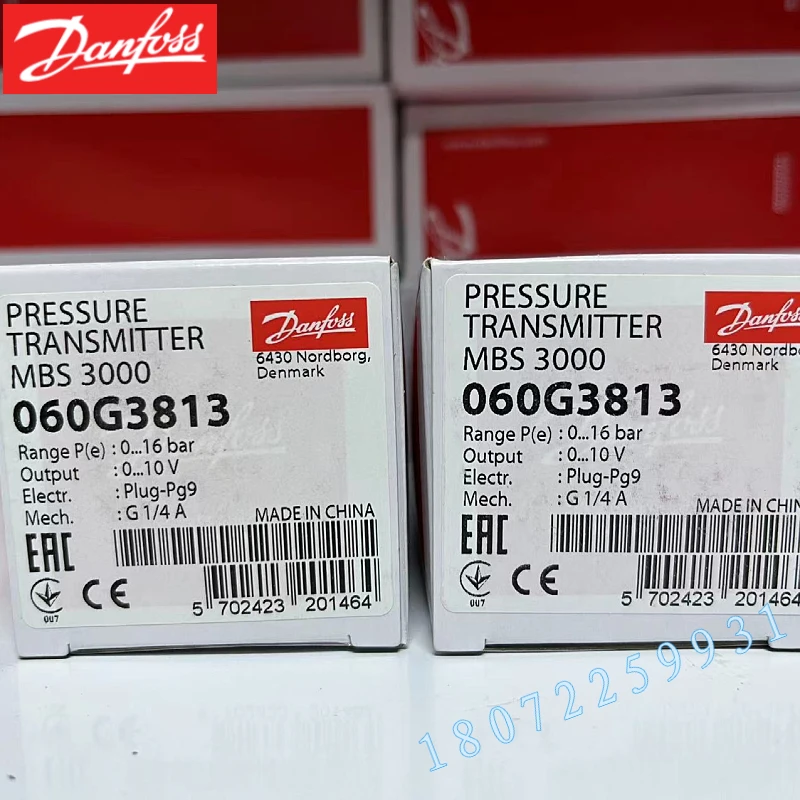 Danfoss
PRESSURE
TRANSMITTER
MBS 3000
060G3813
Danfoss
6430 Nordborg,
Denmark
Range P(e) : 0...16 bar
Output : 0...10 V
Electr. : Plug-Pg9
Mech. : G 1/4 A
MADE IN CHINA
EAC
CE
007
5 702423 201464
PRESSURE
TRANSMITTER
MBS 3000
060G3813
Danfoss
6430 Nordbo
Denmark
Range P(e) : 0...16 bar
Output : 0...10 V
Electr. : Plug-Pg9
Mech. : G 1/4 A
MADE IN CHIN
EAC
CE
007
5 702423 201464
18072259931